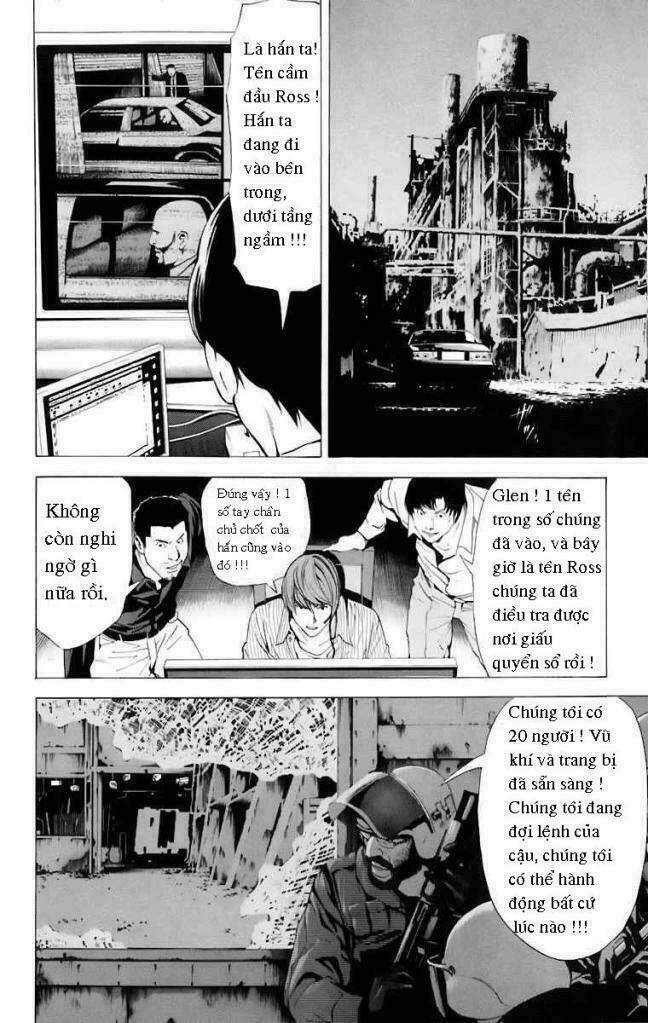 Là hắn ta!
Tên cầm
đầu Ross !
Hắn ta
đang đi
vào bển
trong,
dưới tầng
ngầm !!!
Glen ! 1 tên
trong số chúng
đã vào, và bây
giờ là tên Ross
chúng ta đã
điều tra được
nơi giấu
quyển sổ rồi !
Đúng vậy ! 1
số tay chân
chủ chốt của
hắn cũng vào
đó !!!
Không
còn nghi
ngờ gì
nữa rồi.
Chúng tôi có
20 người ! Vũ
khí và trang bị
đã sẵn sàng !
Chúng tôi đang
đợi lệnh của
cậu, chúng tôi
có thể hành
động bất cứ
lúc nào !!!